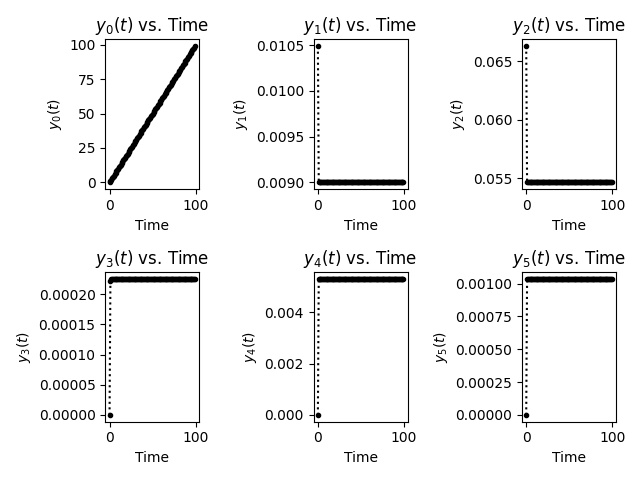 y₀(t) vs. Time
y₁(t) vs. Time
y₂(t) vs. Time
100
75
50
25
0
y₀(t)
0
100
Time
0.0105
0.0100
0.0095
0.0090
y₁(t)
0
100
Time
0.065
0.060
0.055
y₂(t)
0
100
Time
y₃(t) vs. Time
y₄(t) vs. Time
y₅(t) vs. Time
0.00020
0.00015
0.00010
0.00005
0.00000
y₃(t)
0
100
Time
0.004
0.002
0.000
y₄(t)
0
100
Time
0.00100
0.00075
0.00050
0.00025
0.00000
y₅(t)
0
100
Time